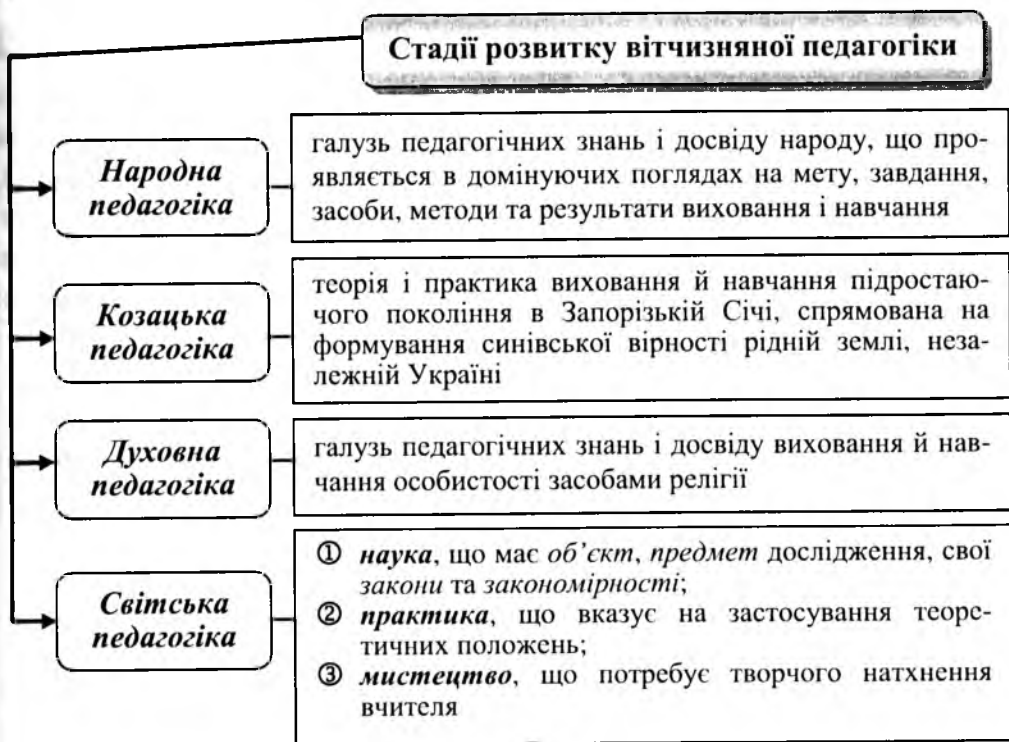 Стадії розвитку вітчизняної педагогіки
Народна
педагогіка
галузь педагогічних знань і досвіду народу, що про-
являється в домінуючих поглядах на мету, завдання,
засоби, методи та результати виховання і навчання
Козацька
педагогіка
теорія і практика виховання й навчання підростаю-
чого покоління в Запорізькій Січі, спрямована на
формування синівської вірності рідній землі, неза-
лежній Україні
Духовна
педагогіка
галузь педагогічних знань і досвіду виховання й нав-
чання особистості засобами релігії
Світська
педагогіка
① наука, що має об’єкт, предмет дослідження, свої
закони та закономірності;
② практика, що вказує на застосування теоре-
тичних положень;
③ мистецтво, що потребує творчого натхнення
вчителя